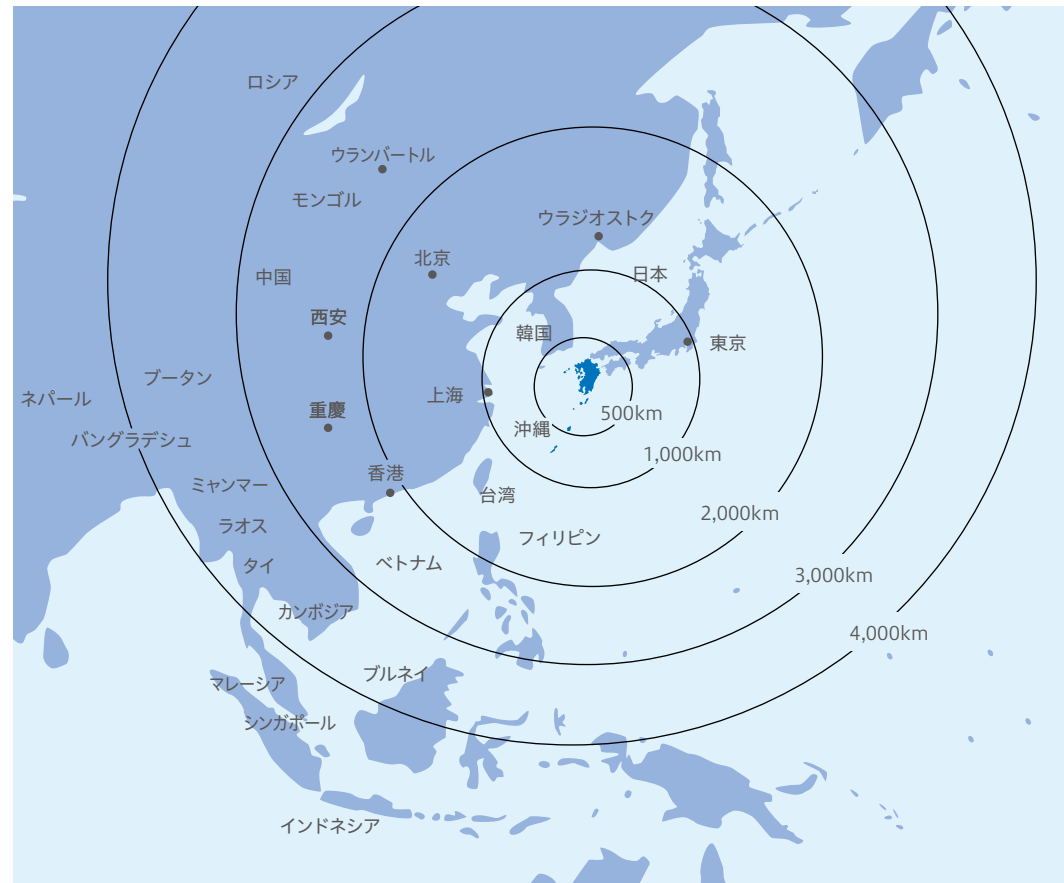 ロシア
ウランバートル
モンゴル
ウラジオストク
北京
日本
中国
西安
韓国
東京
ブータン
ネパール
上海
重慶
500km
沖縄
バングラデシュ
1,000km
香港
ミャンマー
台湾
2,000km
ラオス
フィリピン
タイ
ベトナム
3,000km
カンボジア
4,000km
ブルネイ
マレーシア
シンガポール
インドネシア